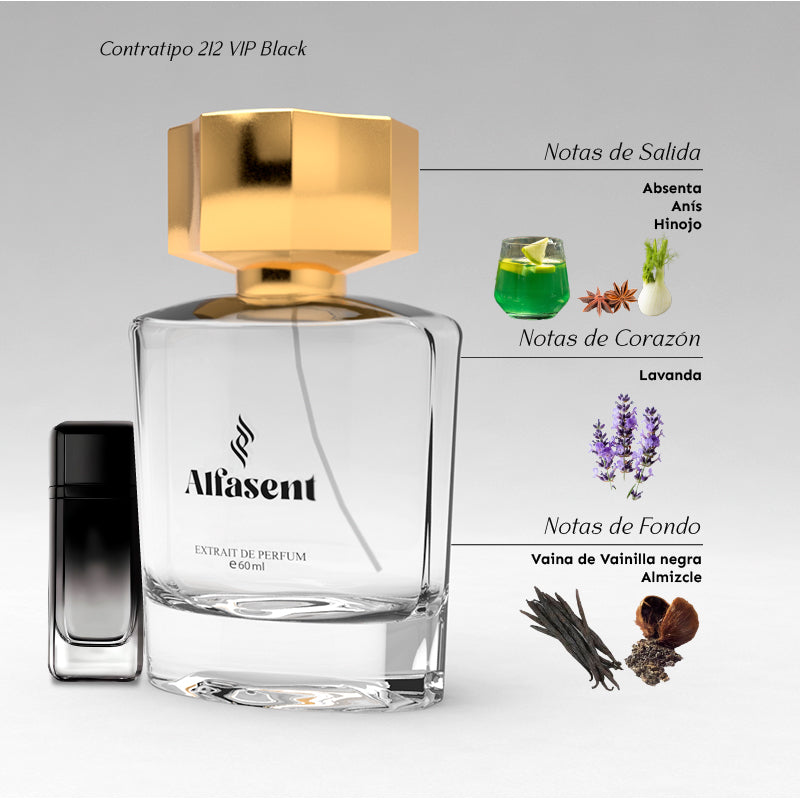 Contratipo 212 VIP Black
Notas de Salida
Absenta
Anís
Hinojo
Notas de Corazón
Lavanda
Alfasent
EXTRAIT DE PERFUM
e60ml
Notas de Fondo
Vaina de Vainilla negra
Almizcle